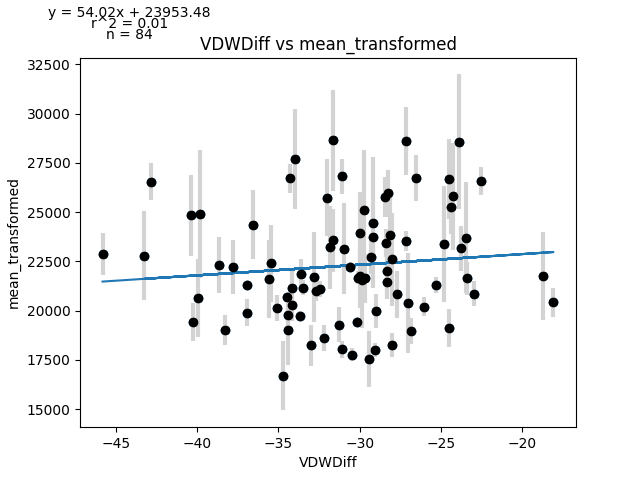 y = 54.02x + 23953.48
r^2 = 0.01
n = 84
VDWDiff vs mean_transformed
32500
30000
27500
25000
22500
20000
17500
15000
mean_transformed
−45 −40 −35 −30 −25 −20
VDWDiff